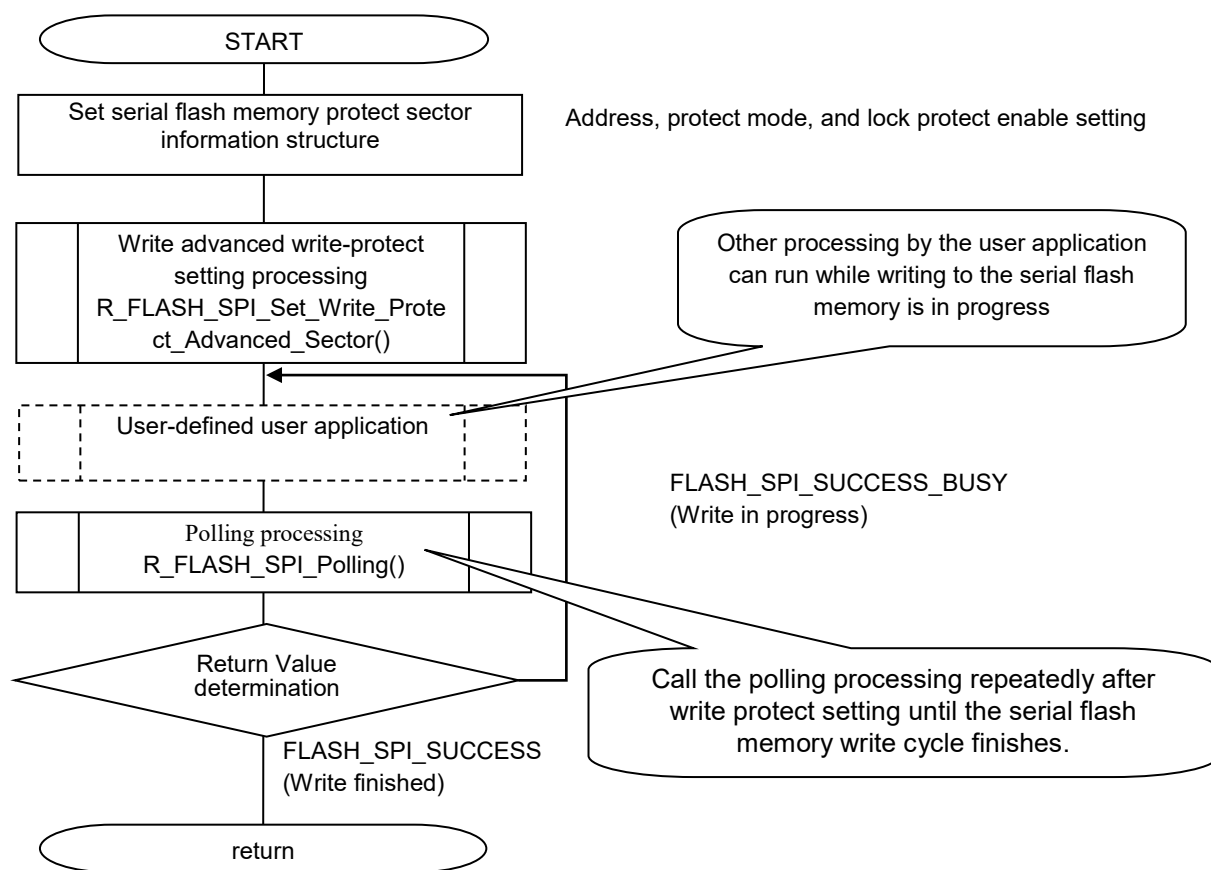 START
Set serial flash memory protect sector
information structure
Address, protect mode, and lock protect enable setting
Write advanced write-protect
setting processing
R_FLASH_SPI_Set_Write_Prote
ct_Advanced_Sector()
Other processing by the user application
can run while writing to the serial flash
memory is in progress
User-defined user application
FLASH_SPI_SUCCESS_BUSY
(Write in progress)
Polling processing
R_FLASH_SPI_Polling()
Return Value
determination
Call the polling processing repeatedly after
write protect setting until the serial flash
memory write cycle finishes.
FLASH_SPI_SUCCESS
(Write finished)
return